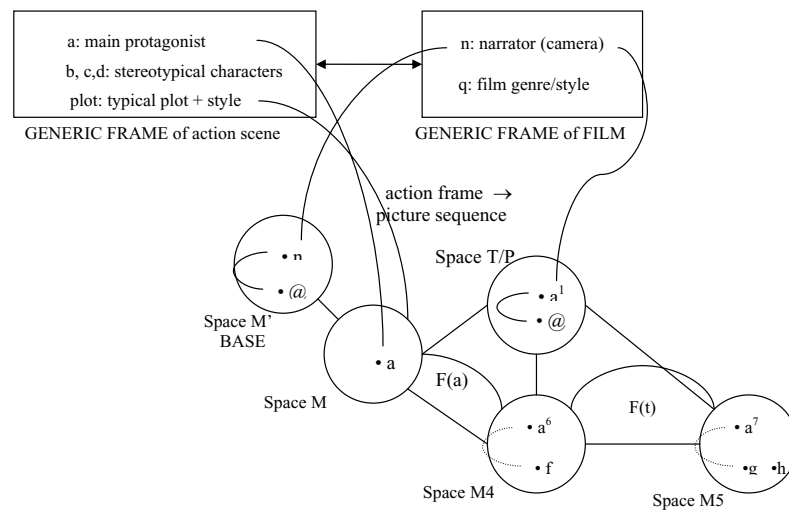 a: main protagonist
b, c,d: stereotypical characters
plot: typical plot + style
GENERIC FRAME of action scene
n: narrator (camera)
q: film genre/style
GENERIC FRAME of FILM
action frame →
picture sequence
• n
• @
Space M’
BASE
Space T/P
• a¹
• @
• a
Space M
F(a)
• a⁶
• f
Space M4
F(t)
• a⁷
• g • h
Space M5